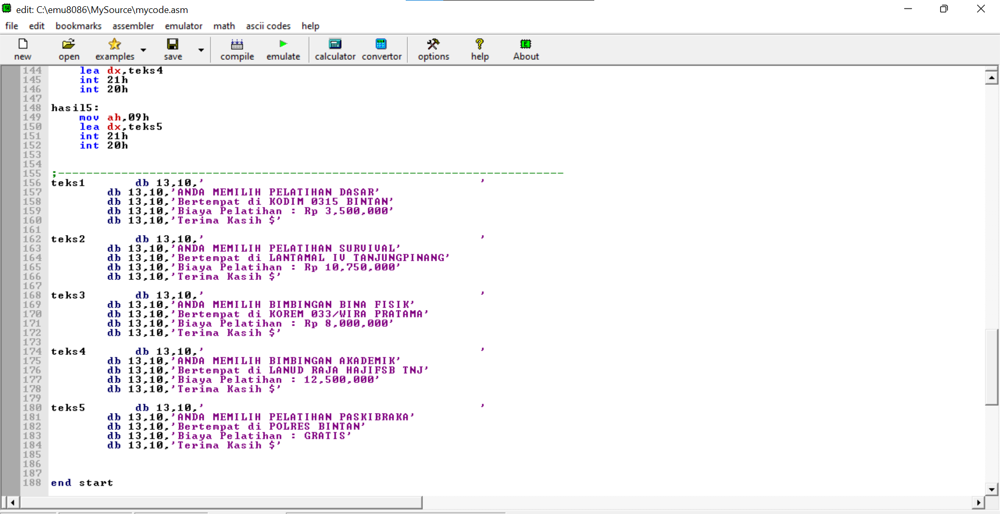 edit: C:\emu8086\MySource\mycode.asm
file edit bookmarks assembler emulator math ascii codes help
new open examples save compile emulate calculator convertor options help About
144 lea dx,teks4
145 int 21h
146 int 20h
147
148 hasil5:
149 mov ah,09h
150 lea dx,teks5
151 int 21h
152 int 20h
153
154
155 ;------------------------------------------------------------------------
156 teks1 db 13,10,' '
157 db 13,10,'ANDA MEMILIH PELATIHAN DASAR'
158 db 13,10,'Bertempat di KODIM 0315 BINTAN'
159 db 13,10,'Biaya Pelatihan : Rp 3,500,000'
160 db 13,10,'Terima Kasih $'
161
162 teks2 db 13,10,' '
163 db 13,10,'ANDA MEMILIH PELATIHAN SURVIVAL'
164 db 13,10,'Bertempat di LANTAMAL IV TANJUNGPINANG'
165 db 13,10,'Biaya Pelatihan : Rp 10,750,000'
166 db 13,10,'Terima Kasih $'
167
168 teks3 db 13,10,' '
169 db 13,10,'ANDA MEMILIH BIMBINGAN BINA FISIK'
170 db 13,10,'Bertempat di KOREM 033/WIRA PRATAMA'
171 db 13,10,'Biaya Pelatihan : Rp 8,000,000'
172 db 13,10,'Terima Kasih $'
173
174 teks4 db 13,10,' '
175 db 13,10,'ANDA MEMILIH BIMBINGAN AKADEMIK'
176 db 13,10,'Bertempat di LANUD RAJA HAJIFSB TNJ'
177 db 13,10,'Biaya Pelatihan : 12,500,000'
178 db 13,10,'Terima Kasih $'
179
180 teks5 db 13,10,' '
181 db 13,10,'ANDA MEMILIH PELATIHAN PASKIBRAKA'
182 db 13,10,'Bertempat di POLRES BINTAN'
183 db 13,10,'Biaya Pelatihan : GRATIS'
184 db 13,10,'Terima Kasih $'
185
186
187
188 end start